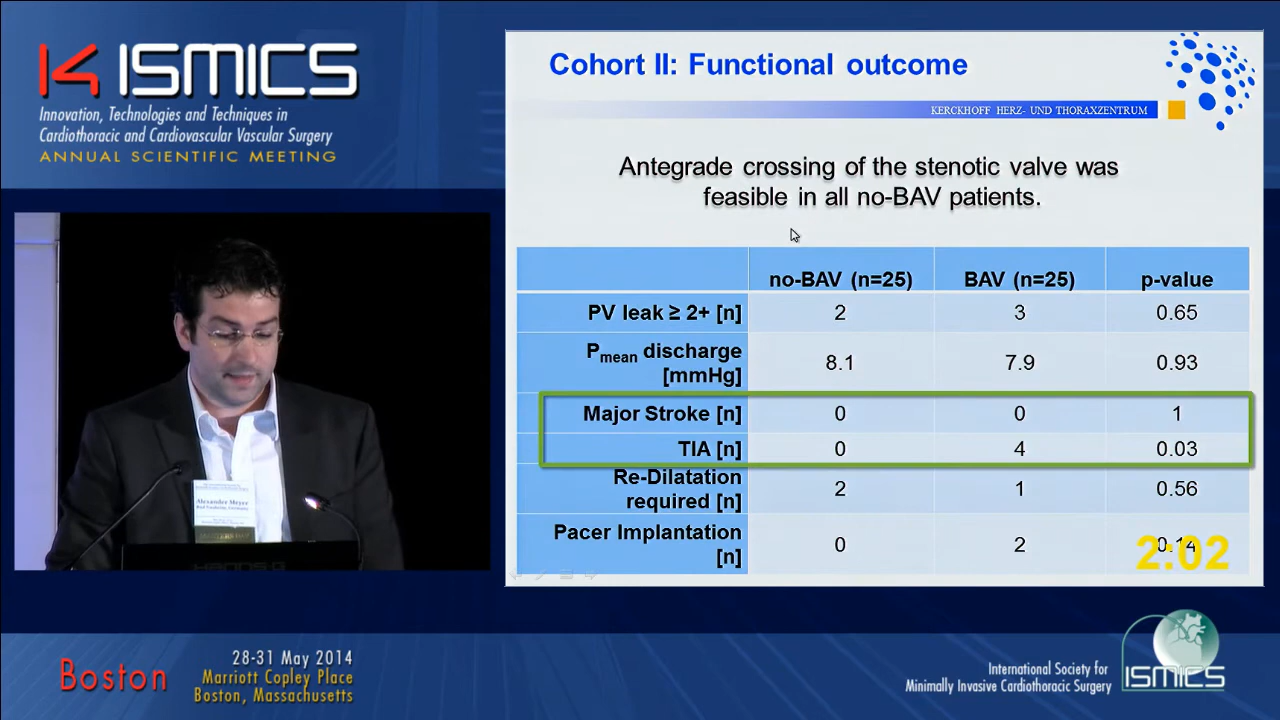 14 ISMICS
Innovation, Technologies and Techniques in
Cardiothoracic and Cardiovascular Vascular Surgery
ANNUAL SCIENTIFIC MEETING
Cohort II: Functional outcome
KERCKHOFF HERZ- UND THORAXZENTRUM
Antegrade crossing of the stenotic valve was
feasible in all no-BAV patients.
no-BAV (n=25) BAV (n=25) p-value
PV leak ≥ 2+ [n] 2 3 0.65
Pmean discharge
[mmHg] 8.1 7.9 0.93
Major Stroke [n] 0 0 1
TIA [n] 0 4 0.03
Re-Dilatation
required [n] 2 1 0.56
Pacer Implantation
[n] 0 2 0.14
2:02
Alexander Meyer
Boston
28-31 May 2014
Marriott Copley Place
Boston, Massachusetts
International Society for
Minimally Invasive Cardiothoracic Surgery
ISMICS